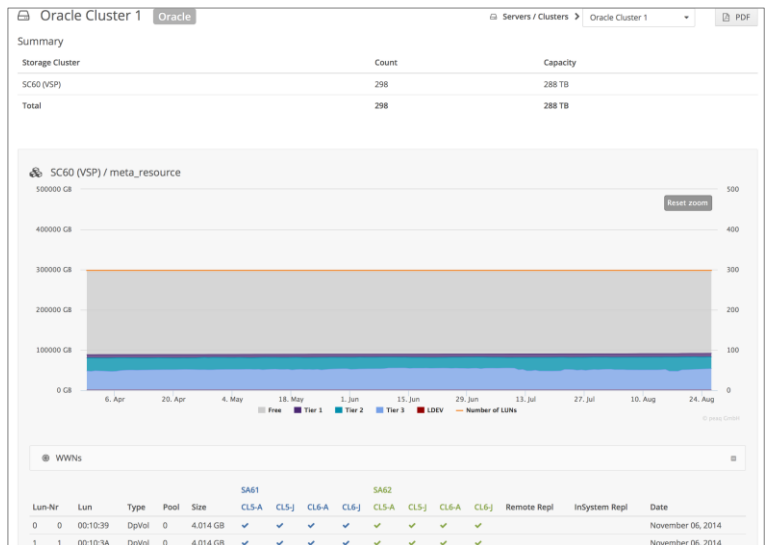 Oracle Cluster 1 Oracle Servers / Clusters Oracle Cluster 1 PDF
Summary
Storage Cluster Count Capacity
SC60 (VSP) 298 288 TB
Total 298 288 TB
SC60 (VSP) / meta_resource
500000 GB 500
Reset zoom
400000 GB 400
300000 GB 300
200000 GB 200
100000 GB 100
0 GB 0
6. Apr 20. Apr 4. May 18. May 1. Jun 15. Jun 29. Jun 13. Jul 27. Jul 10. Aug 24. Aug
Free Tier 1 Tier 2 Tier 3 LDEV Number of LUNs
WWNs
SA61 SA62
Lun-Nr Lun Type Pool Size CL5-A CL5-J CL6-A CL6-J CL5-A CL5-J CL6-A CL6-J Remote Repl InSystem Repl Date
0 0 00:10:39 DpVol 0 4.014 GB ✓ ✓ ✓ ✓ ✓ ✓ ✓ ✓ November 06, 2014
1 1 00:10:3A DpVol 0 4.014 GB ✓ ✓ ✓ ✓ ✓ ✓ ✓ ✓ November 06, 2014